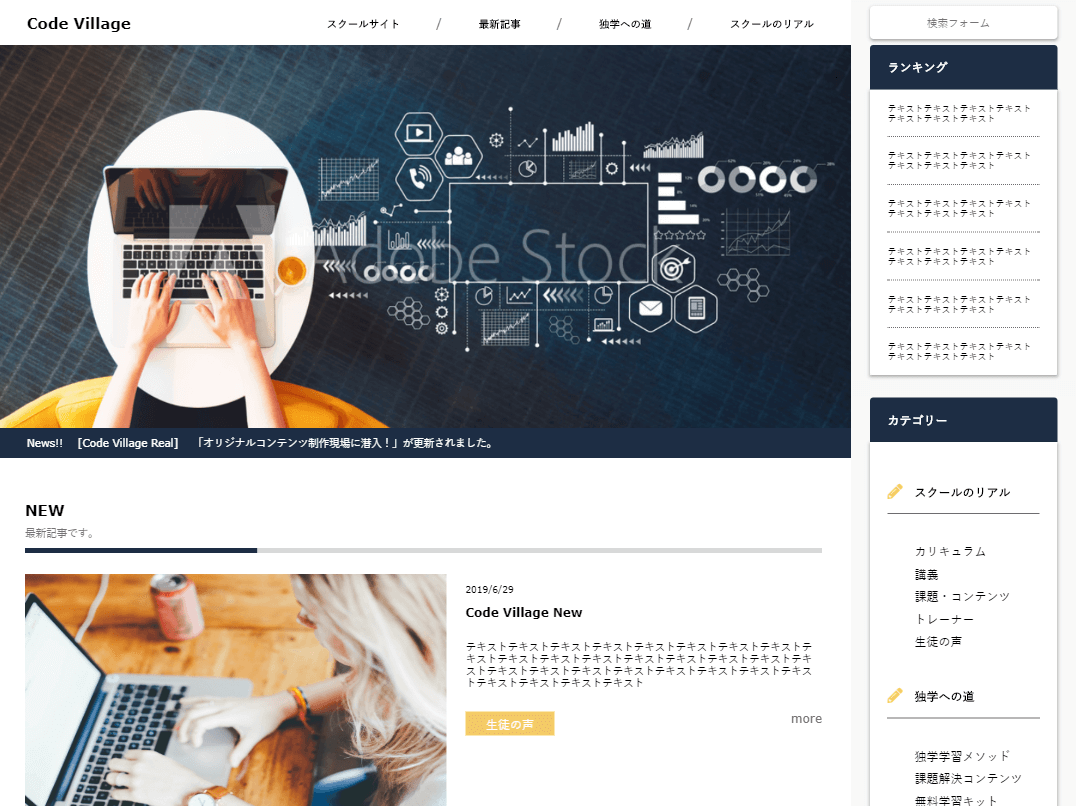 Code Village
スクールサイト / 最新記事 / 独学への道 / スクールのリアル
検索フォーム
Adobe Stock
News!! [Code Village Real] 「オリジナルコンテンツ制作現場に潜入!」が更新されました。
NEW
最新記事です。
2019/6/29
Code Village New
テキストテキストテキストテキストテキストテキストテキストテキストテ
キストテキストテキストテキストテキストテキストテキストテキストテキ
ストテキストテキストテキストテキストテキストテキストテキストテキス
トテキストテキストテキストテキスト
生徒の声
more
ランキング
テキストテキストテキストテキスト
テキストテキストテキスト
テキストテキストテキストテキスト
テキストテキストテキスト
テキストテキストテキストテキスト
テキストテキストテキスト
テキストテキストテキストテキスト
テキストテキストテキスト
テキストテキストテキストテキスト
テキストテキストテキスト
テキストテキストテキストテキスト
テキストテキストテキスト
カテゴリー
スクールのリアル
カリキュラム
講義
課題・コンテンツ
トレーナー
生徒の声
独学への道
独学学習メソッド
課題解決コンテンツ
無料学習キット